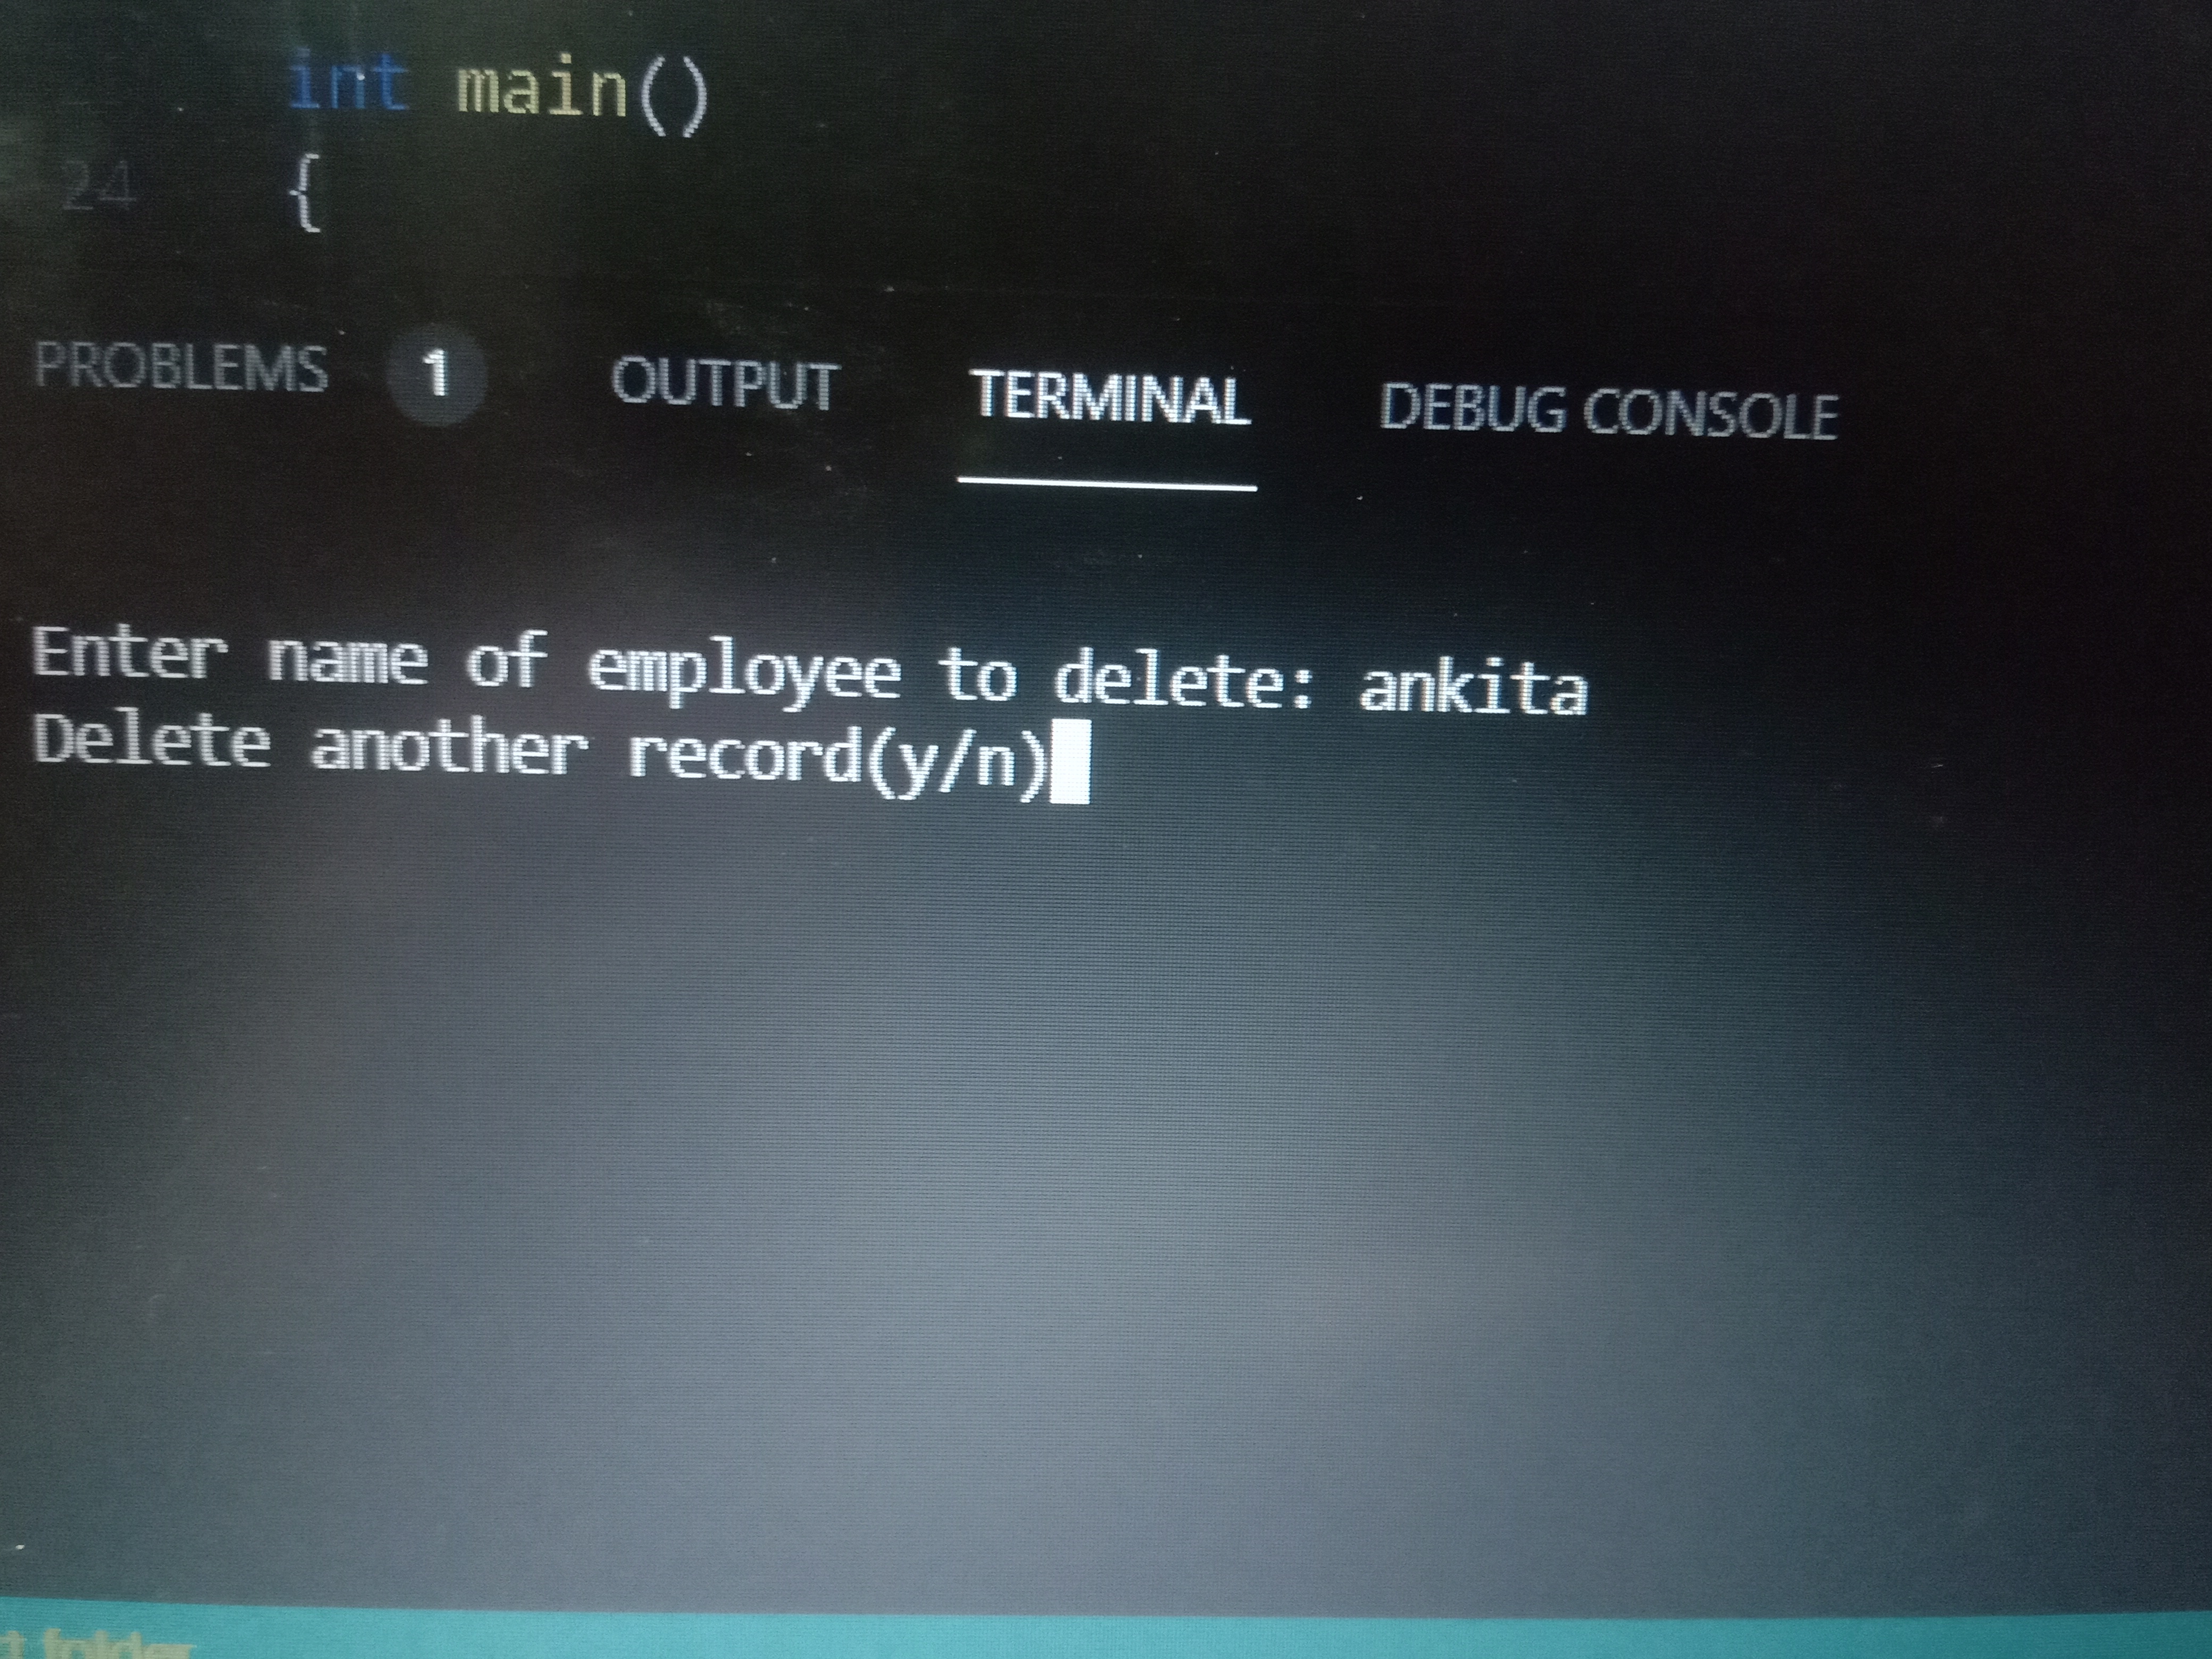 int main()
24 {
PROBLEMS 1 OUTPUT TERMINAL DEBUG CONSOLE
Enter name of employee to delete: ankita
Delete another record(y/n)
folder